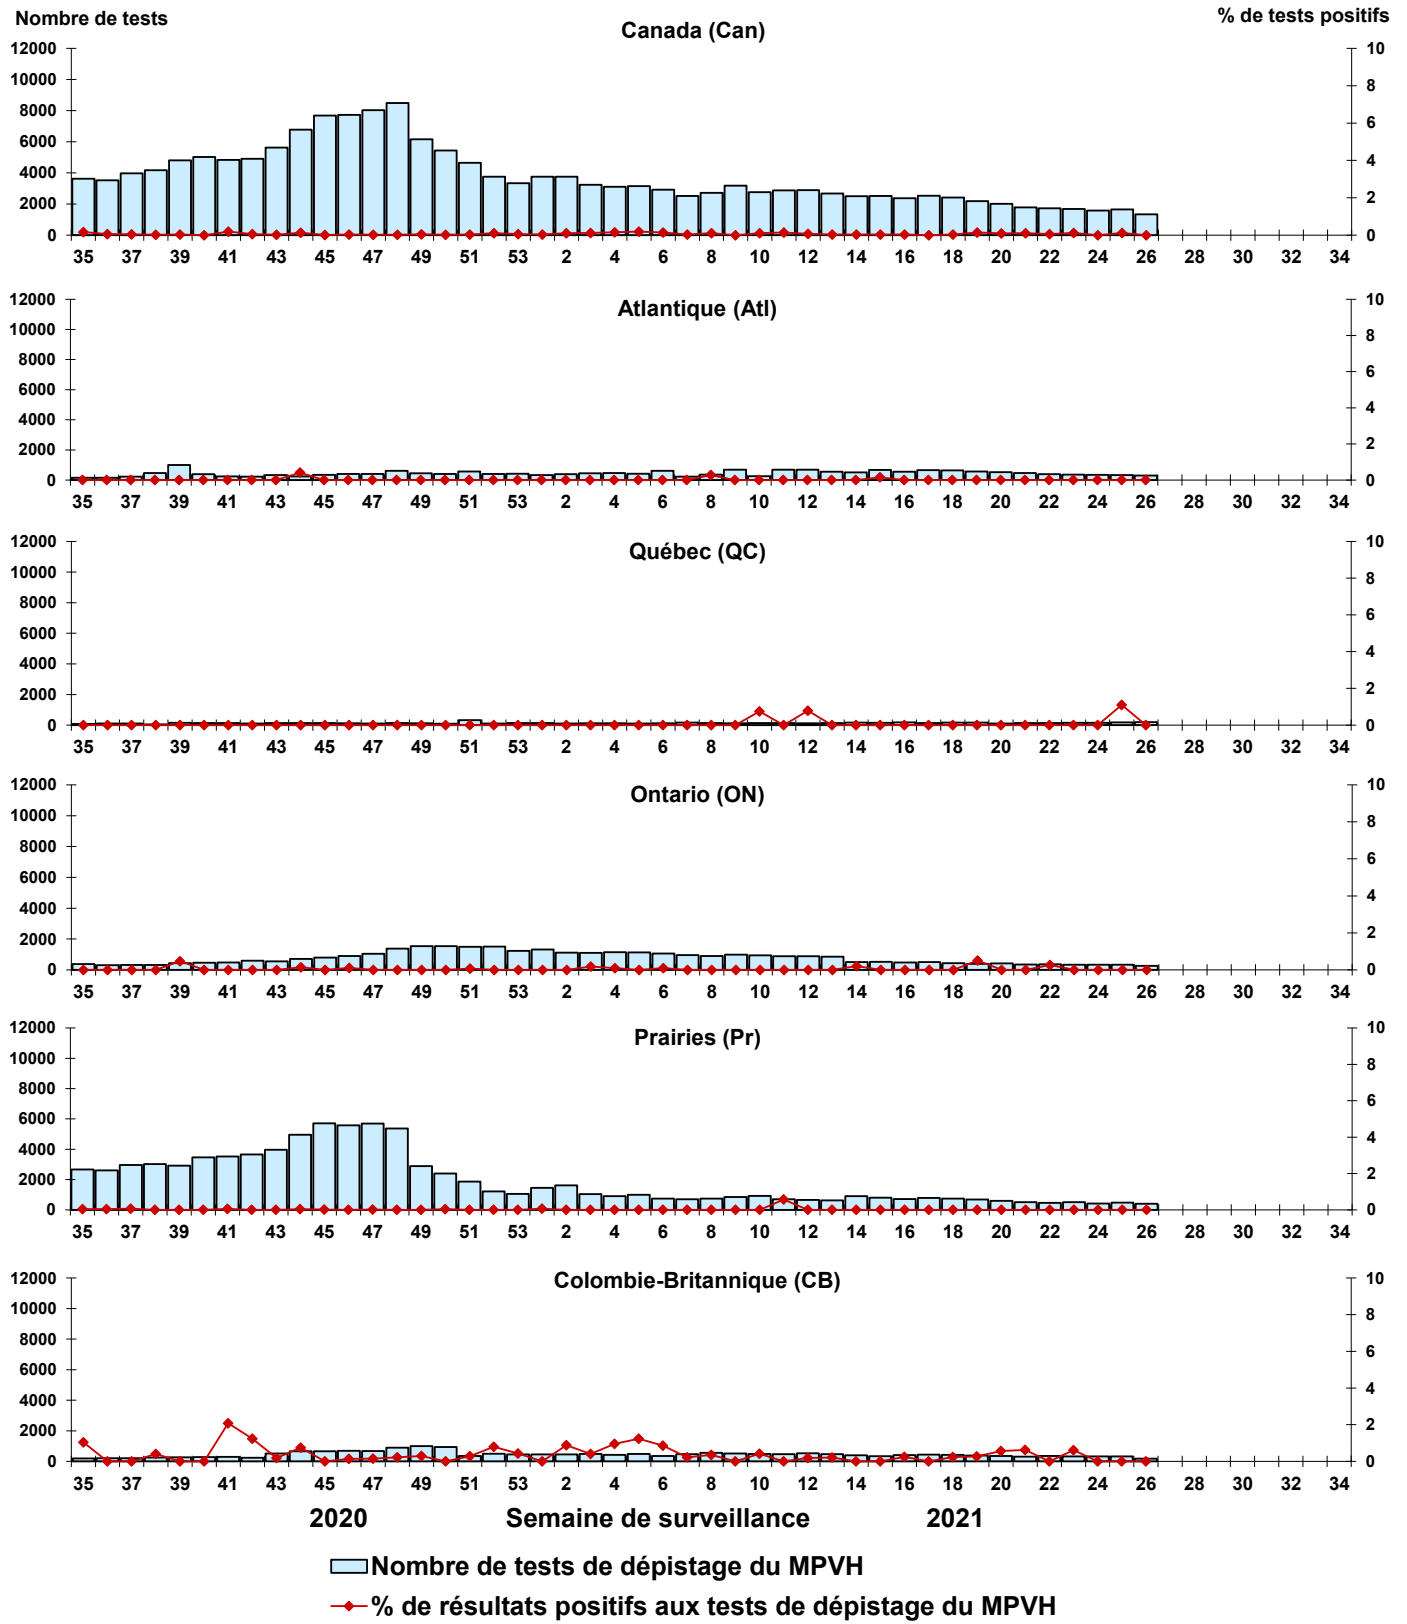 Nombre de tests
% de tests positifs
Canada (Can)
12000 10000 8000 6000 4000 2000 0
10 8 6 4 2 0
35 37 39 41 43 45 47 49 51 53 2 4 6 8 10 12 14 16 18 20 22 24 26 28 30 32 34
Atlantique (Atl)
12000 10000 8000 6000 4000 2000 0
10 8 6 4 2 0
35 37 39 41 43 45 47 49 51 53 2 4 6 8 10 12 14 16 18 20 22 24 26 28 30 32 34
Québec (QC)
12000 10000 8000 6000 4000 2000 0
10 8 6 4 2 0
35 37 39 41 43 45 47 49 51 53 2 4 6 8 10 12 14 16 18 20 22 24 26 28 30 32 34
Ontario (ON)
12000 10000 8000 6000 4000 2000 0
10 8 6 4 2 0
35 37 39 41 43 45 47 49 51 53 2 4 6 8 10 12 14 16 18 20 22 24 26 28 30 32 34
Prairies (Pr)
12000 10000 8000 6000 4000 2000 0
10 8 6 4 2 0
35 37 39 41 43 45 47 49 51 53 2 4 6 8 10 12 14 16 18 20 22 24 26 28 30 32 34
Colombie-Britannique (CB)
12000 10000 8000 6000 4000 2000 0
10 8 6 4 2 0
35 37 39 41 43 45 47 49 51 53 2 4 6 8 10 12 14 16 18 20 22 24 26 28 30 32 34
2020 Semaine de surveillance 2021
Nombre de tests de dépistage du MPVH
% de résultats positifs aux tests de dépistage du MPVH